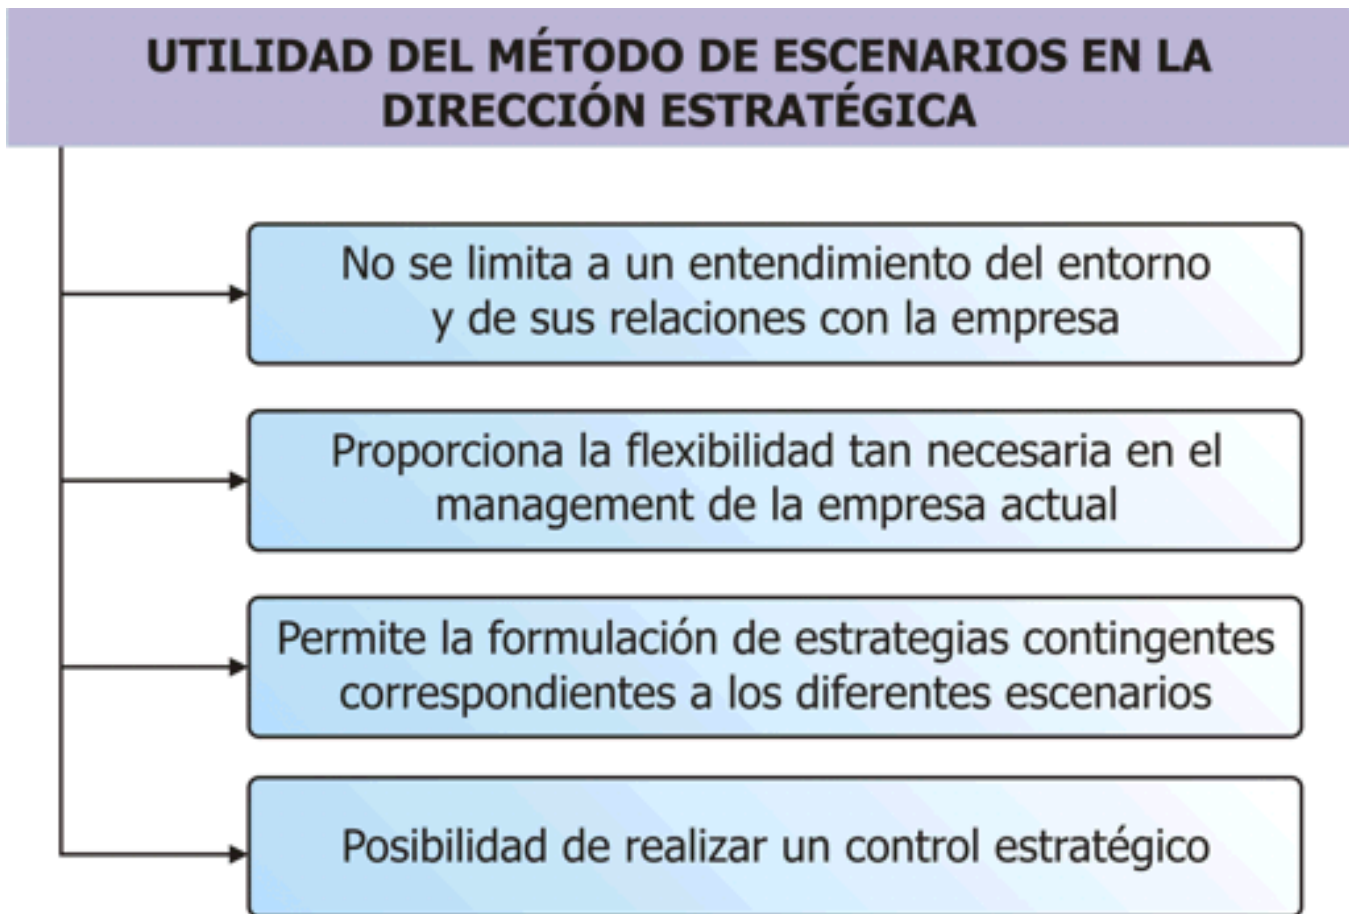 UTILIDAD DEL MÉTODO DE ESCENARIOS EN LA
DIRECCIÓN ESTRATÉGICA
No se limita a un entendimiento del entorno
y de sus relaciones con la empresa
Proporciona la flexibilidad tan necesaria en el
management de la empresa actual
Permite la formulación de estrategias contingentes
correspondientes a los diferentes escenarios
Posibilidad de realizar un control estratégico